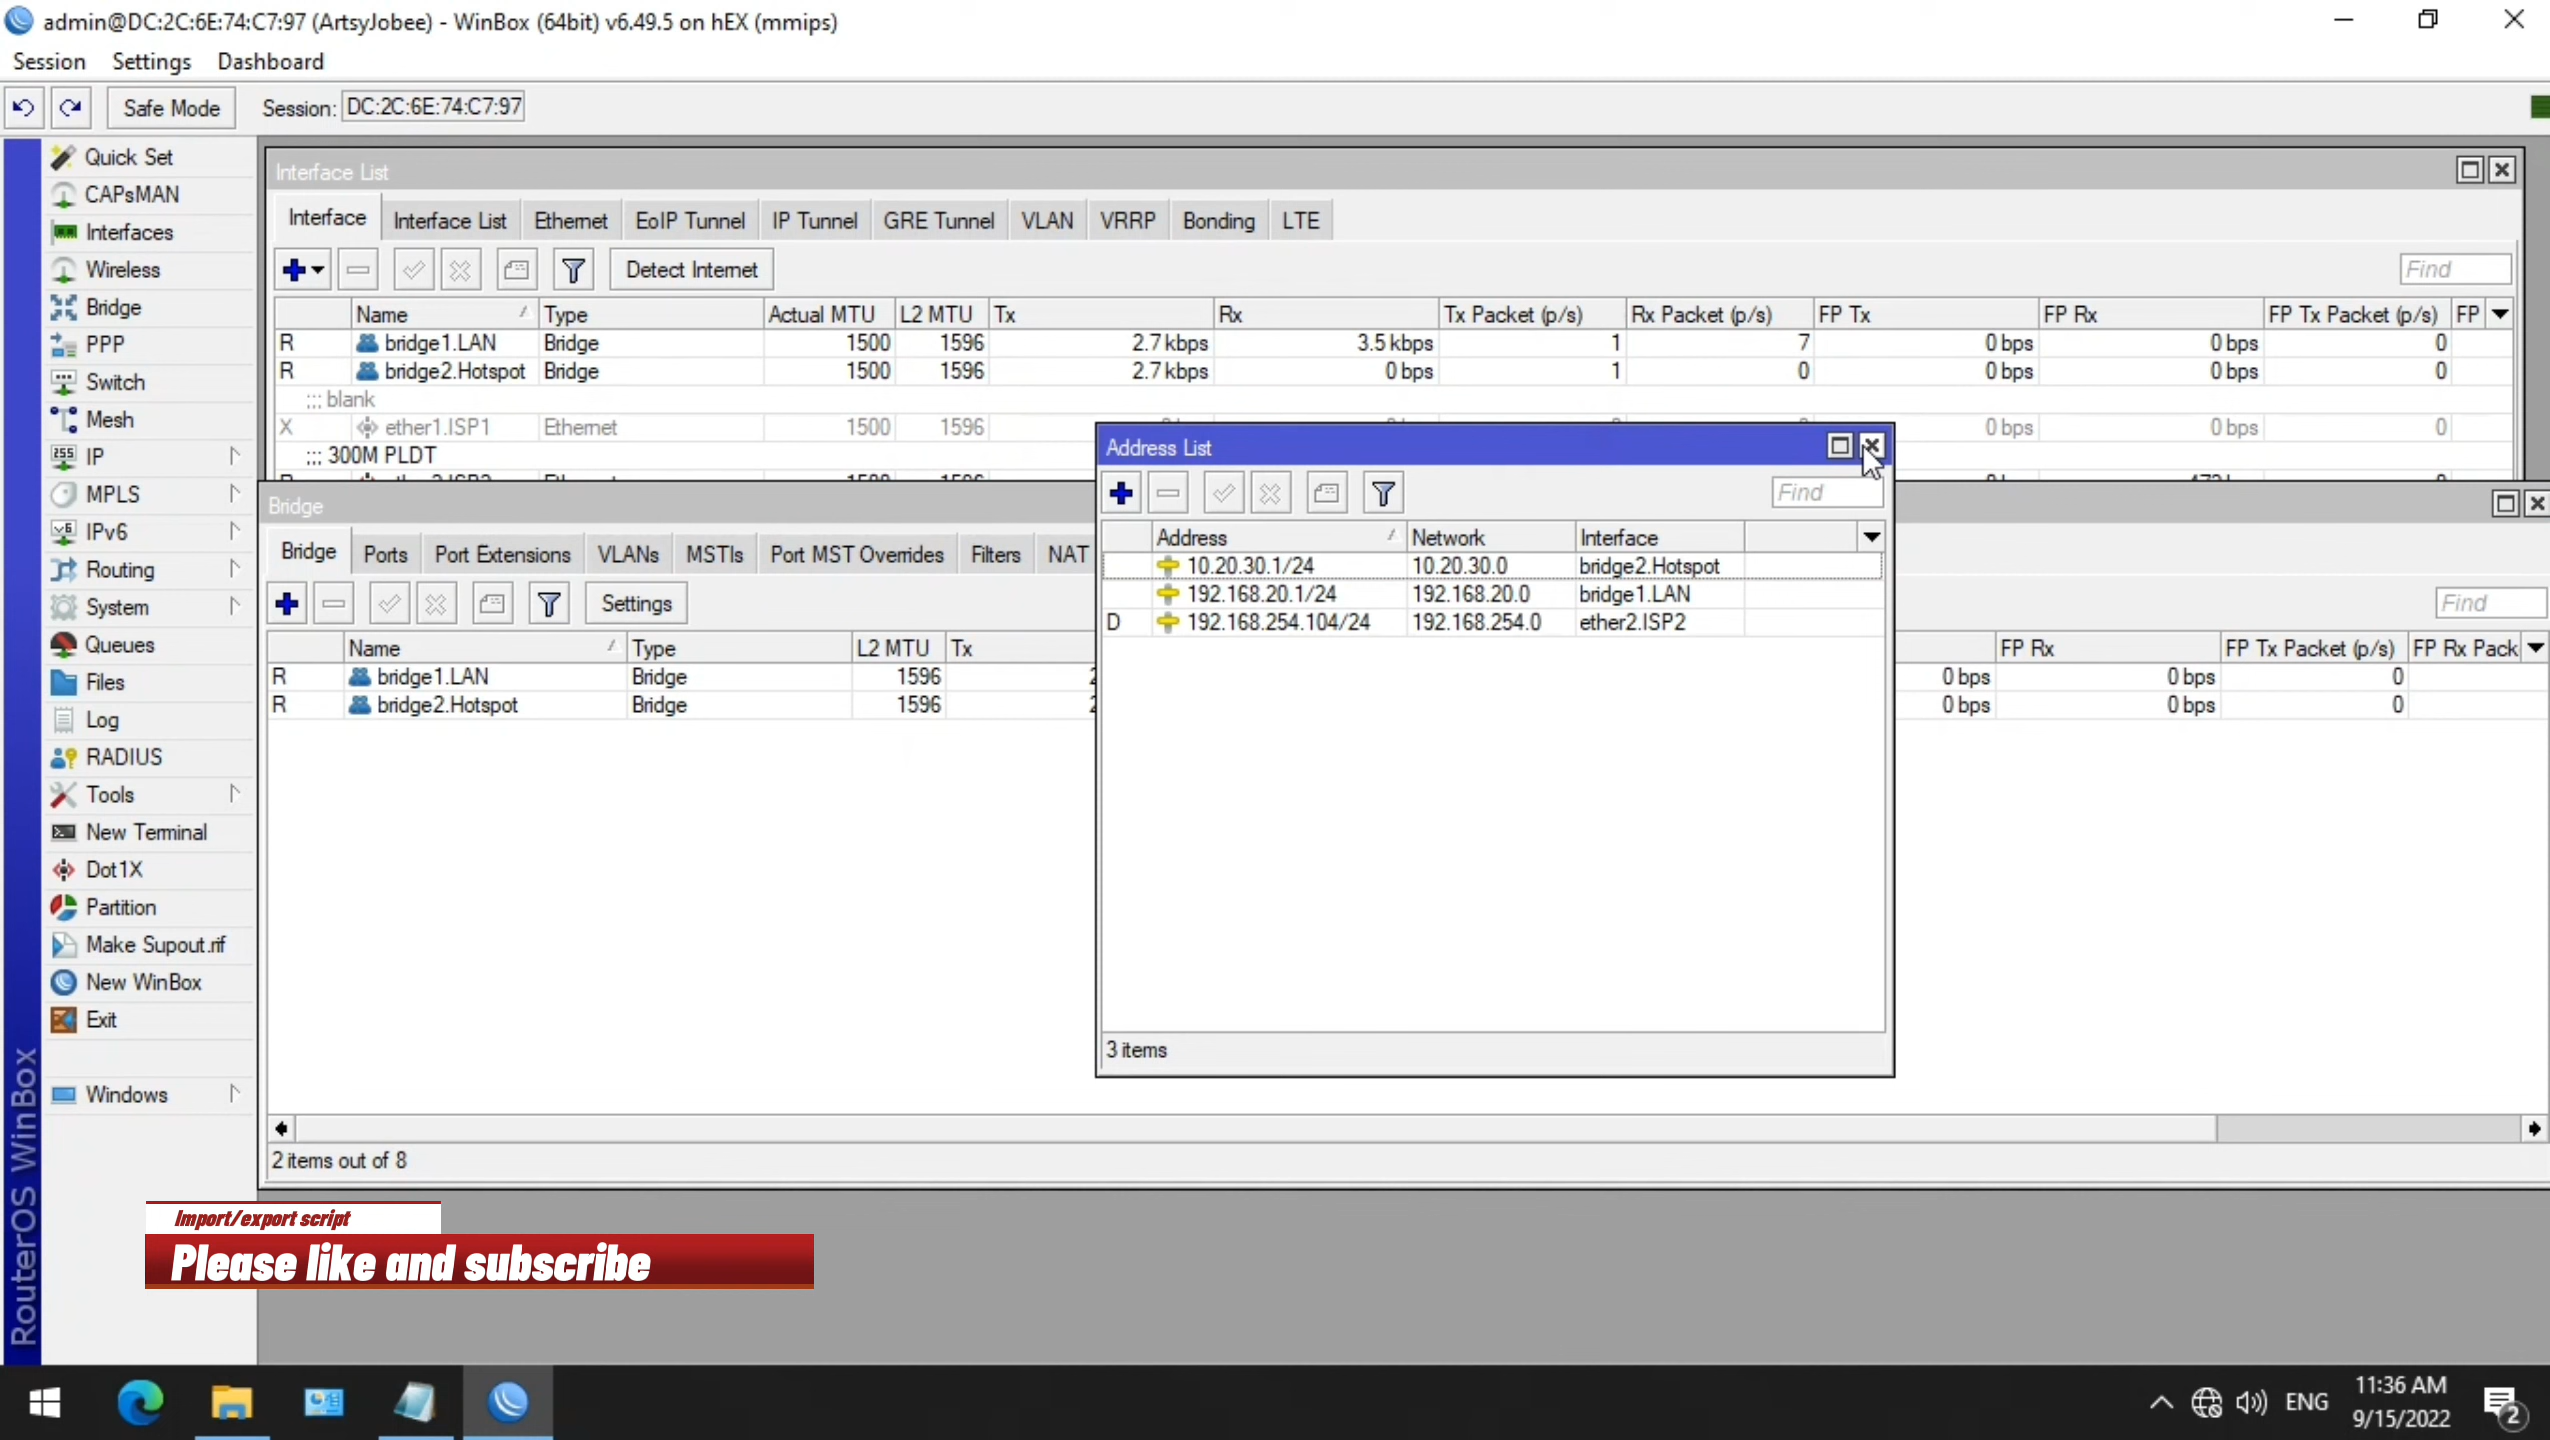 admin@DC:2C:6E:74:C7:97 (ArtsyJobee) - WinBox (64bit) v6.49.5 on hEX (mmips)
Session Settings Dashboard
Safe Mode Session: DC:2C:6E:74:C7:97
Quick Set
CAPsMAN
Interfaces
Wireless
Bridge
PPP
Switch
Mesh
IP
MPLS
IPv6
Routing
System
Queues
Files
Log
RADIUS
Tools
New Terminal
Dot1X
Partition
Make Supout.rif
New WinBox
Exit
Windows
RouterOS WinBox
Interface List
Interface Interface List Ethernet EoIP Tunnel IP Tunnel GRE Tunnel VLAN VRRP Bonding LTE
Detect Internet Find
Name Type Actual MTU L2 MTU Tx Rx Tx Packet (p/s) Rx Packet (p/s) FP Tx FP Rx FP Tx Packet (p/s) FP
R bridge1.LAN Bridge 1500 1596 2.7 kbps 3.5 kbps 1 7 0 bps 0 bps 0
R bridge2.Hotspot Bridge 1500 1596 2.7 kbps 0 bps 1 0 0 bps 0 bps 0
::: blank
X ether1.ISP1 Ethernet 1500 1596 0 bps 0 bps 0
::: 300M PLDT
Bridge
Bridge Ports Port Extensions VLANs MSTIs Port MST Overrides Filters NAT
Settings Find
Name Type L2 MTU Tx FP Rx FP Tx Packet (p/s) FP Rx Pack
R bridge1.LAN Bridge 1596 0 bps 0 bps 0
R bridge2.Hotspot Bridge 1596 0 bps 0 bps 0
2 items out of 8
Address List
Find
Address Network Interface
10.20.30.1/24 10.20.30.0 bridge2.Hotspot
192.168.20.1/24 192.168.20.0 bridge1.LAN
D 192.168.254.104/24 192.168.254.0 ether2.ISP2
3 items
Import/export script
Please like and subscribe
ENG
11:36 AM
9/15/2022
2